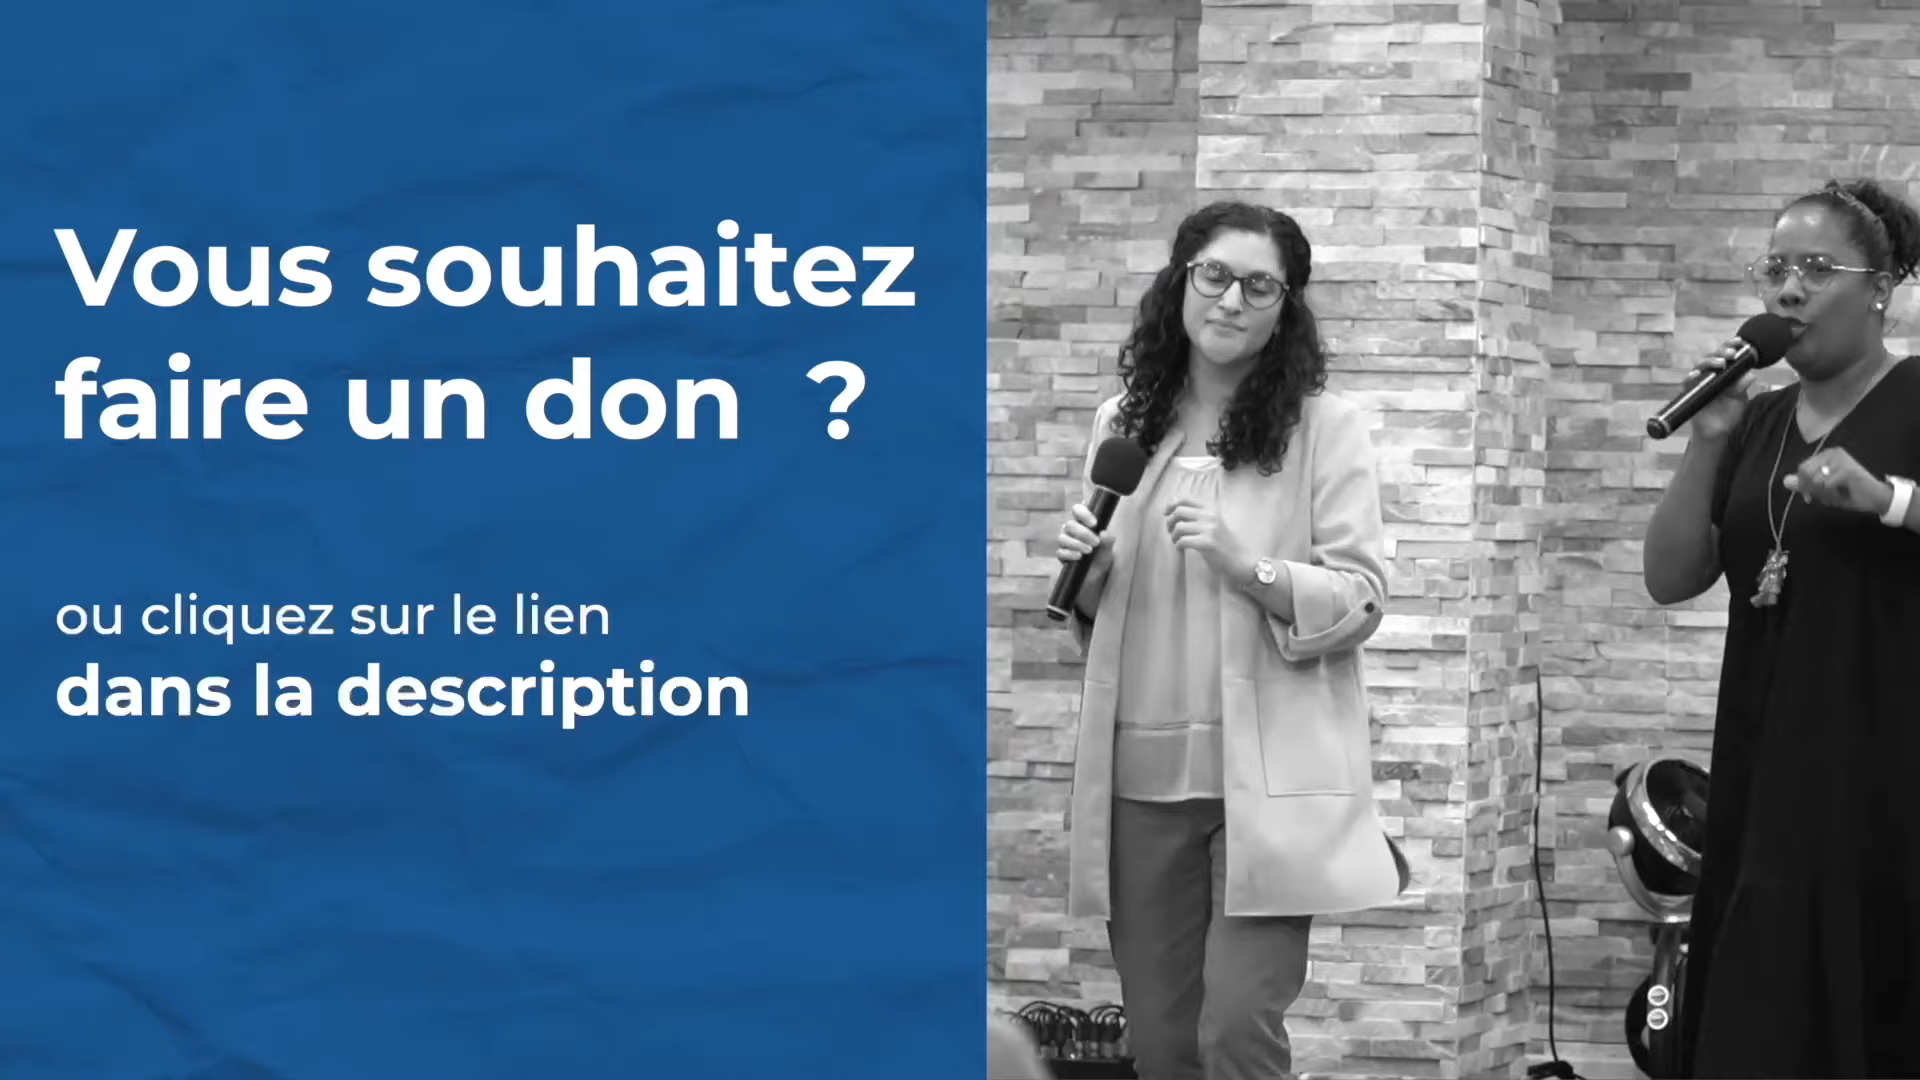 Vous souhaitez
faire un don ?
ou cliquez sur le lien
dans la description